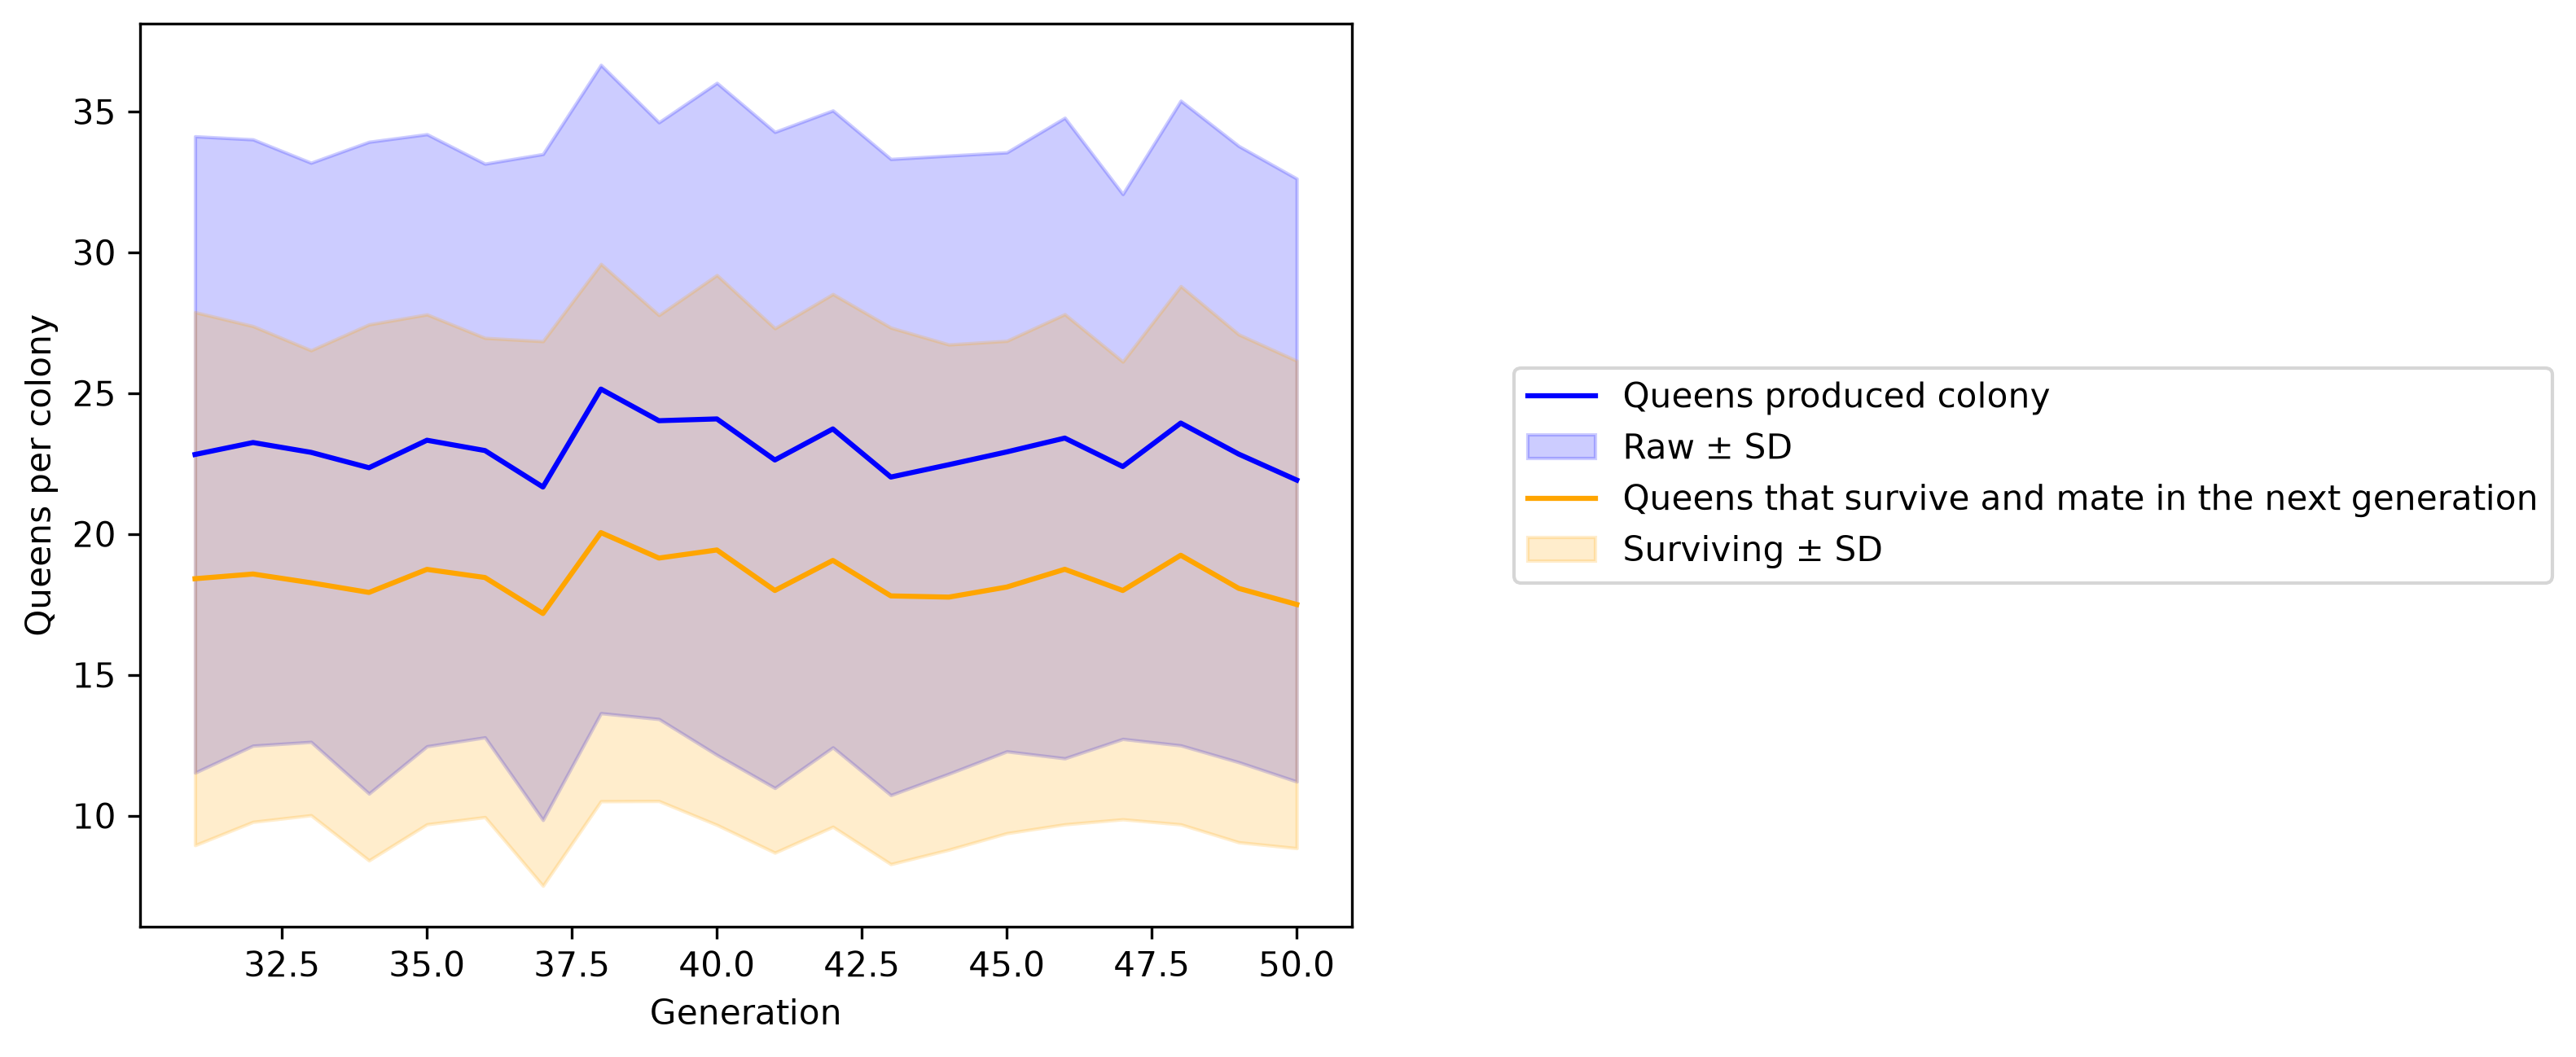 35
30
25
20
15
10
Queens per colony
32.5 35.0 37.5 40.0 42.5 45.0 47.5 50.0
Generation
Queens produced colony
Raw ± SD
Queens that survive and mate in the next generation
Surviving ± SD